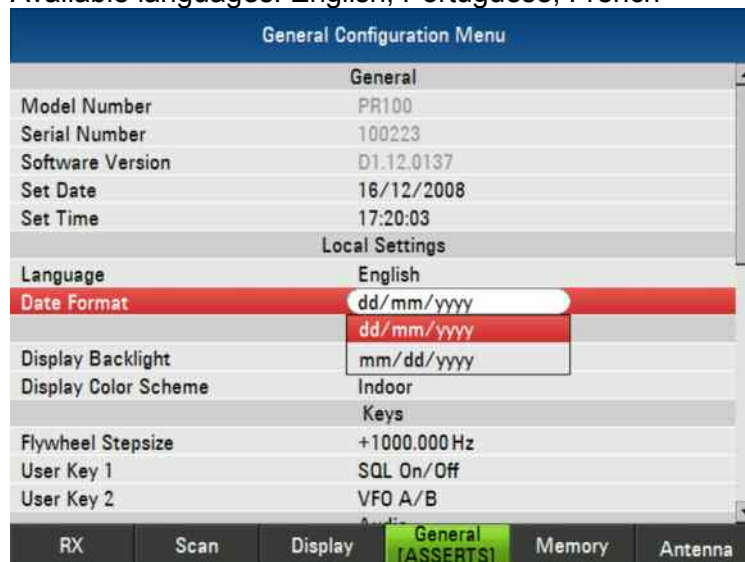 Available languages: English, Portuguese, French
General Configuration Menu
General
Model Number PR100
Serial Number 100223
Software Version D1.12.0137
Set Date 16/12/2008
Set Time 17:20:03
Local Settings
Language English
Date Format dd/mm/yyyy
dd/mm/yyyy
Display Backlight mm/dd/yyyy
Display Color Scheme Indoor
Keys
Flywheel Stepsize +1000.000 Hz
User Key 1 SQL On/Off
User Key 2 VFO A/B
Audio
RX Scan Display General [ASSERTS] Memory Antenna